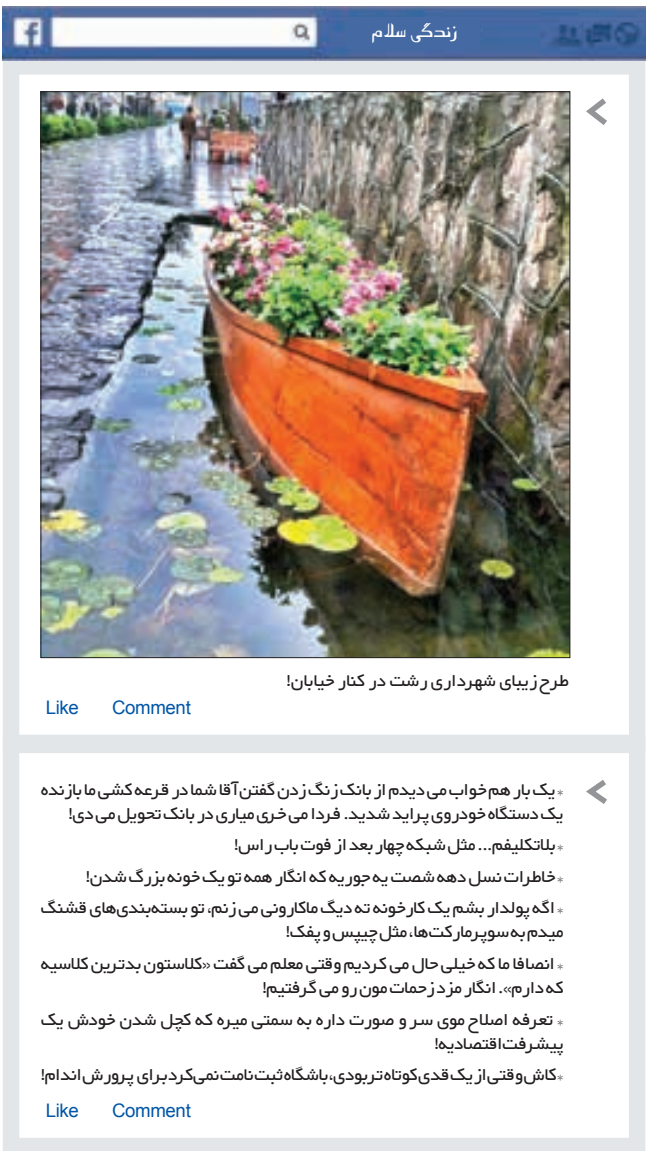 زندگی سلام
طرح زیبای شهرداری رشت در کنار خیابان!
Like Comment
* یک بار هم خواب می دیدم از بانک زنگ زدن گفتن آقا شما در قرعه کشی ما بازنده
یک دستگاه خودروی پراید شدید. فردا می خری میاری در بانک تحویل می دی!
* بلاتکلیفم... مثل شبکه چهار بعد از فوت باب راس!
* خاطرات نسل دهه شصت یه جوریه که انگار همه تو یک خونه بزرگ شدن!
* اگه پولدار بشم یک کارخونه ته دیگ ماکارونی می زنم، تو بسته‌بندی‌های قشنگ
میدم به سوپرمارکت‌ها، مثل چیپس و پفک!
* انصافا ما که خیلی حال می کردیم وقتی معلم می گفت «کلاستون بدترین کلاسیه
که دارم». انگار مزد زحمات مون رو می گرفتیم!
* تعرفه اصلاح موی سر و صورت داره به سمتی میره که کچل شدن خودش یک
پیشرفت اقتصادیه!
* کاش وقتی از یک قدی کوتاه تر بودی، باشگاه ثبت نامت نمی‌کرد برای پرورش اندام!
Like Comment